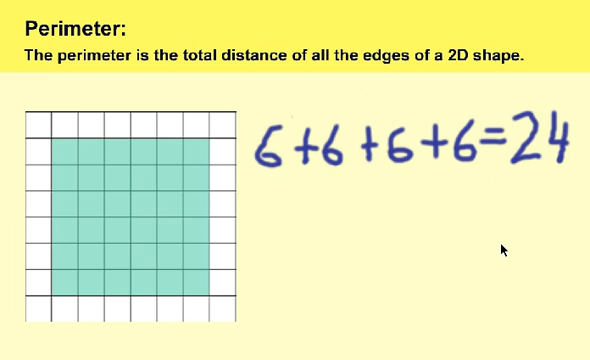 Perimeter:
The perimeter is the total distance of all the edges of a 2D shape.
6+6+6+6=24